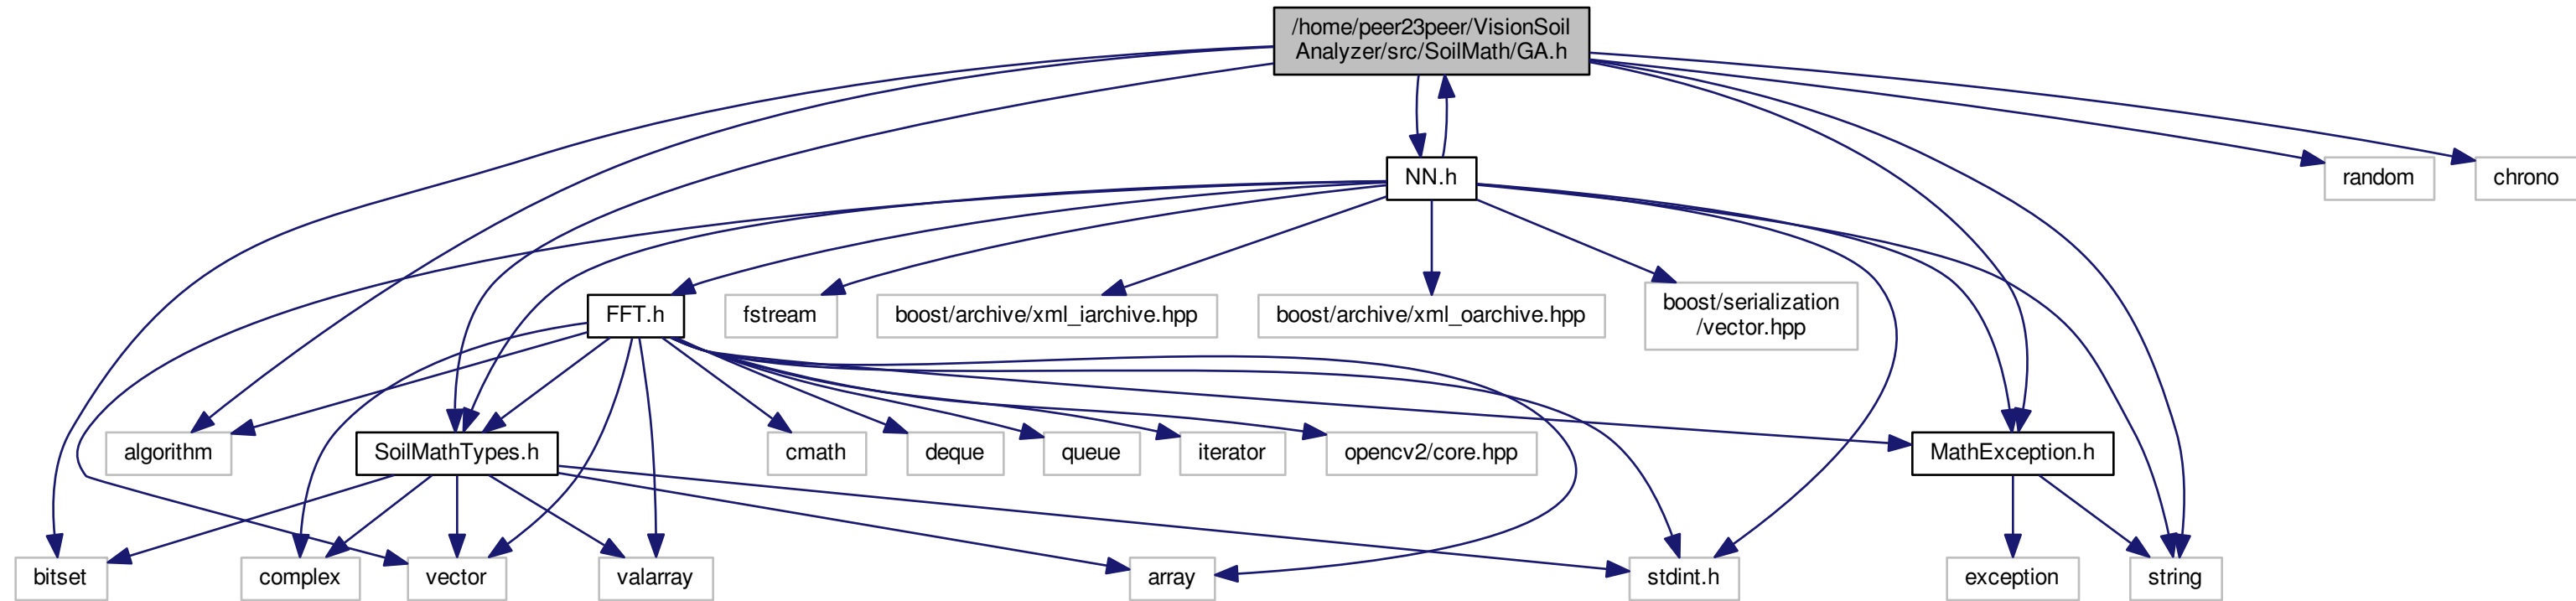 /home/peer23peer/VisionSoil
Analyzer/src/SoilMath/GA.h
NN.h
random
chrono
FFT.h
fstream
boost/archive/xml_iarchive.hpp
boost/archive/xml_oarchive.hpp
boost/serialization
/vector.hpp
algorithm
SoilMathTypes.h
cmath
deque
queue
iterator
opencv2/core.hpp
MathException.h
bitset
complex
vector
valarray
array
stdint.h
exception
string